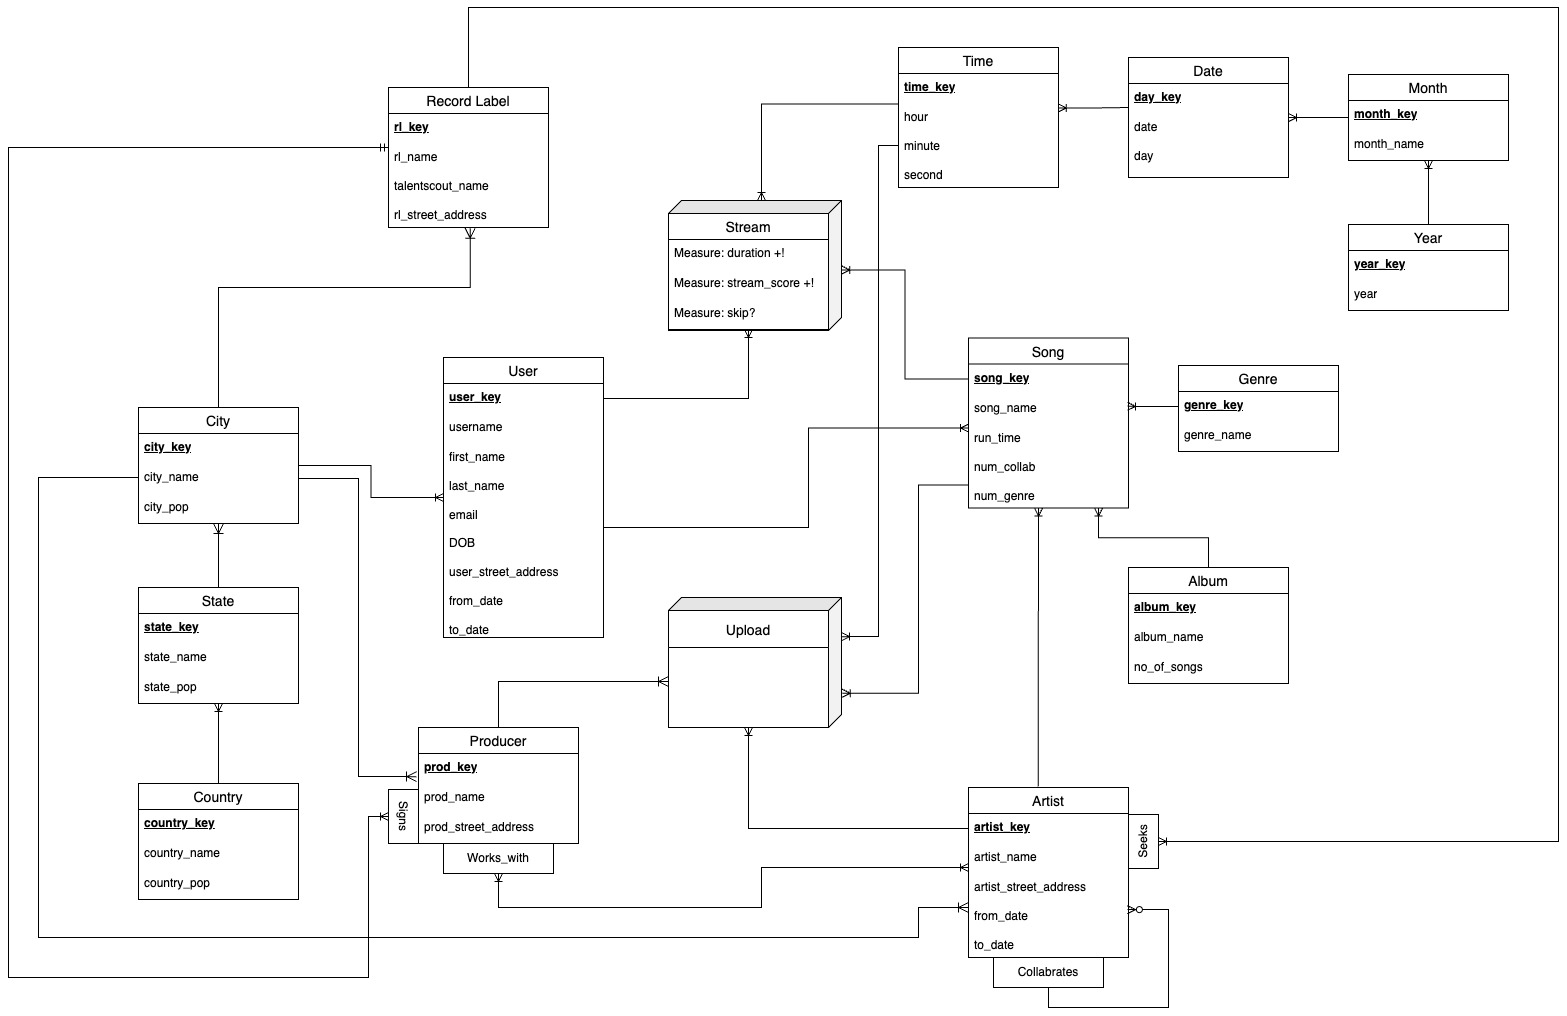 Record Label
rl_key
rl_name
talentscout_name
rl_street_address
Time
time_key
hour
minute
second
Date
day_key
date
day
Month
month_key
month_name
Year
year_key
year
Stream
Measure: duration +!
Measure: stream_score +!
Measure: skip?
User
user_key
username
first_name
last_name
email
DOB
user_street_address
from_date
to_date
Song
song_key
song_name
run_time
num_collab
num_genre
Genre
genre_key
genre_name
City
city_key
city_name
city_pop
State
state_key
state_name
state_pop
Country
country_key
country_name
country_pop
Upload
Album
album_key
album_name
no_of_songs
Producer
prod_key
prod_name
prod_street_address
Signs
Works_with
Artist
artist_key
artist_name
artist_street_address
from_date
to_date
Seeks
Collabrates